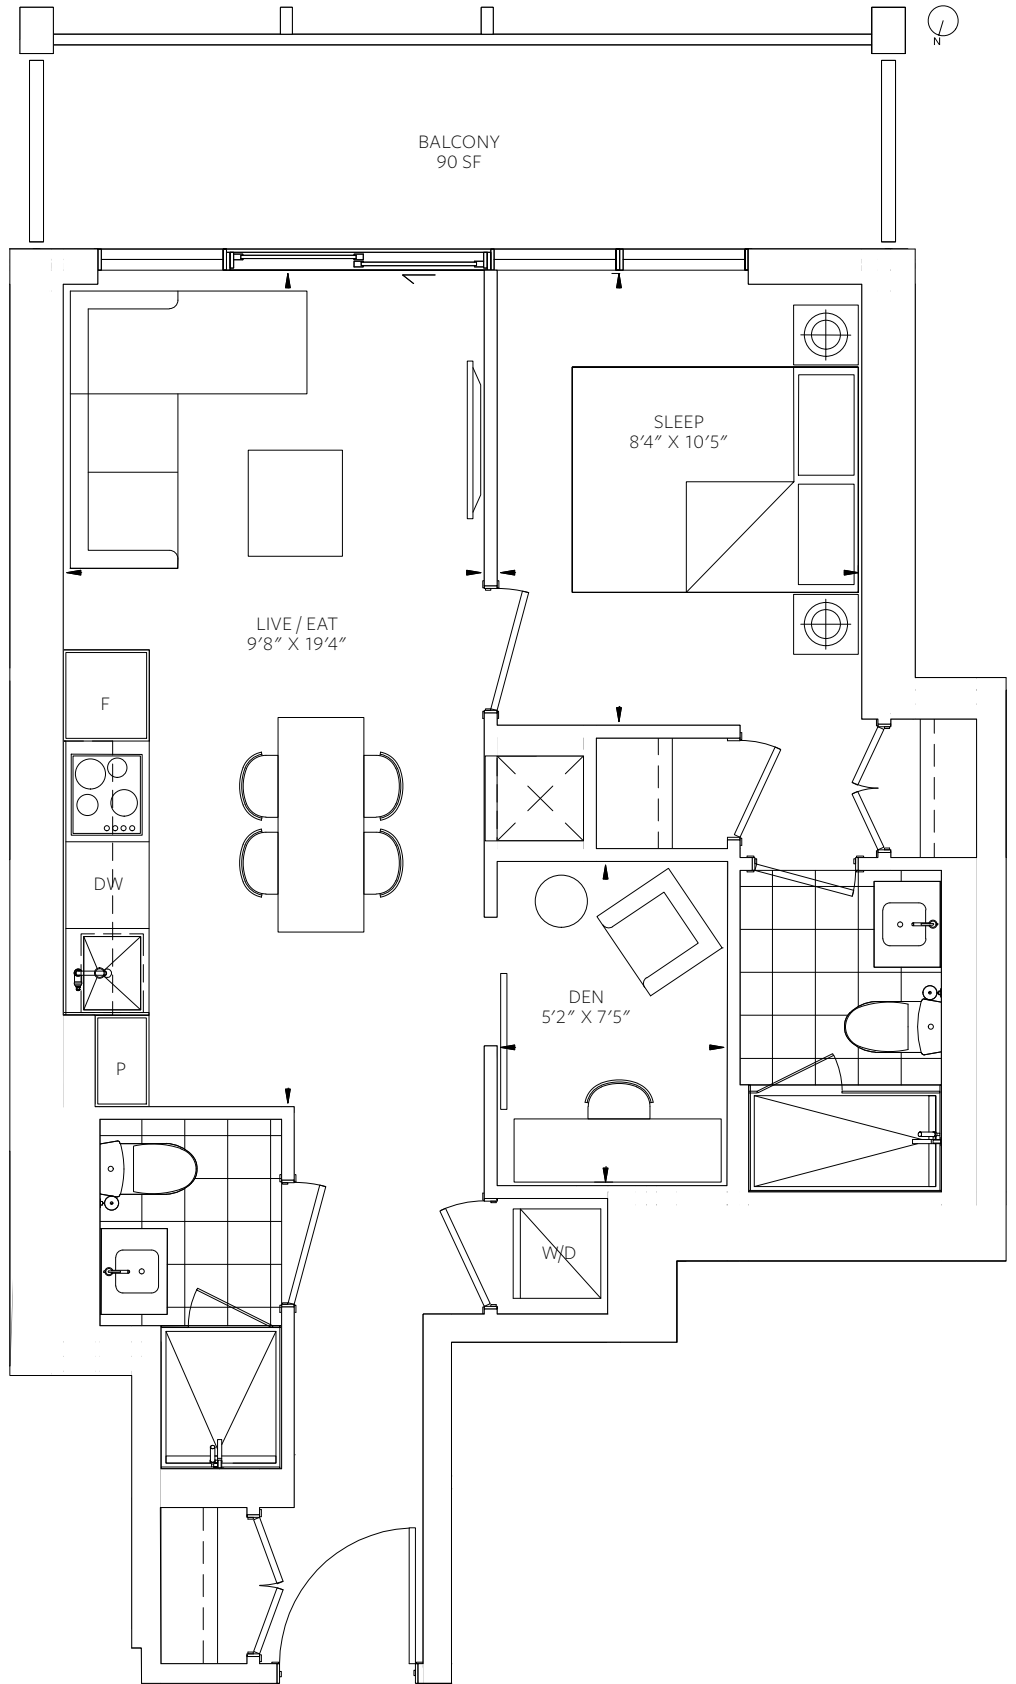 N
BALCONY
90 SF
SLEEP
8'4" X 10'5"
LIVE / EAT
9'8" X 19'4"
F
DW
DEN
5'2" X 7'5"
P
W/D